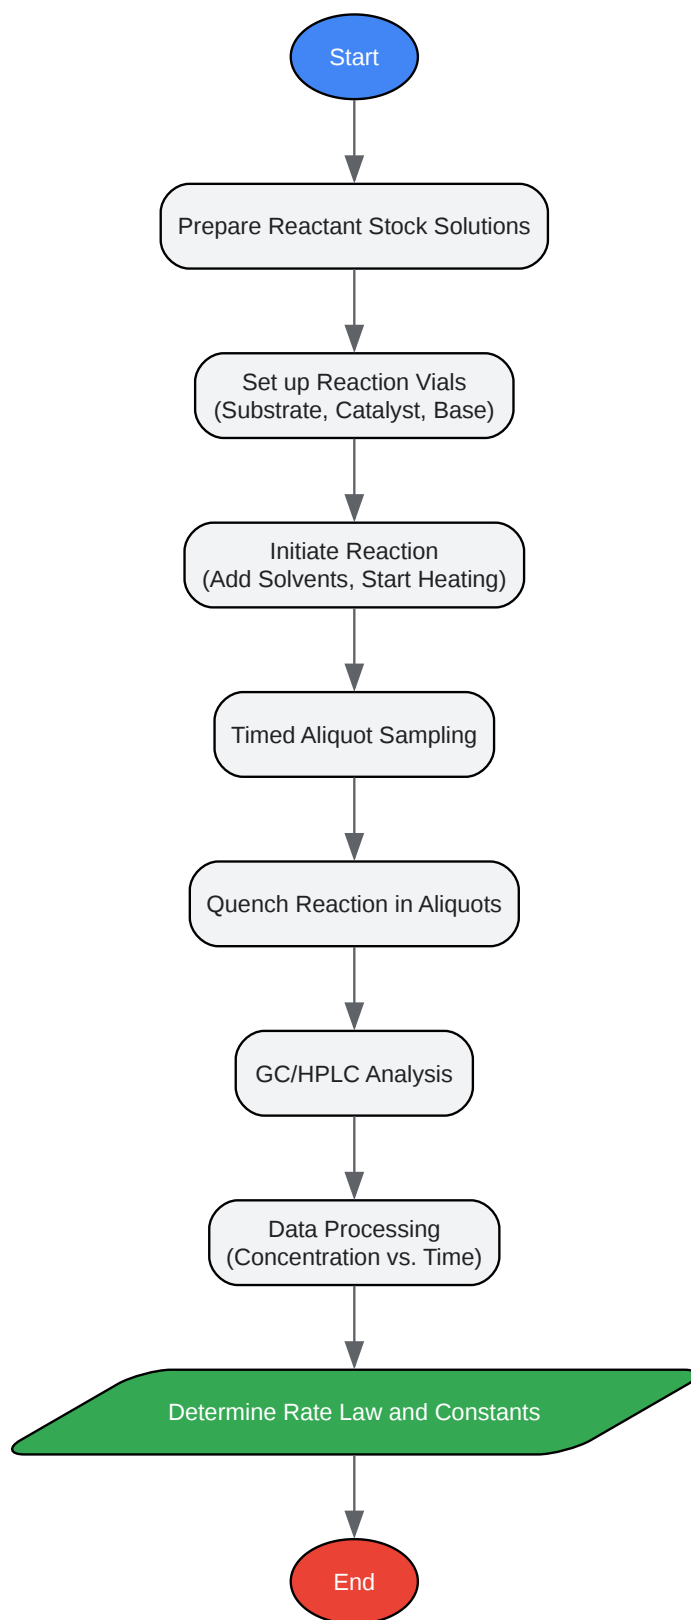 Start
Prepare Reactant Stock Solutions
Set up Reaction Vials
(Substrate, Catalyst, Base)
Initiate Reaction
(Add Solvents, Start Heating)
Timed Aliquot Sampling
Quench Reaction in Aliquots
GC/HPLC Analysis
Data Processing
(Concentration vs. Time)
Determine Rate Law and Constants
End